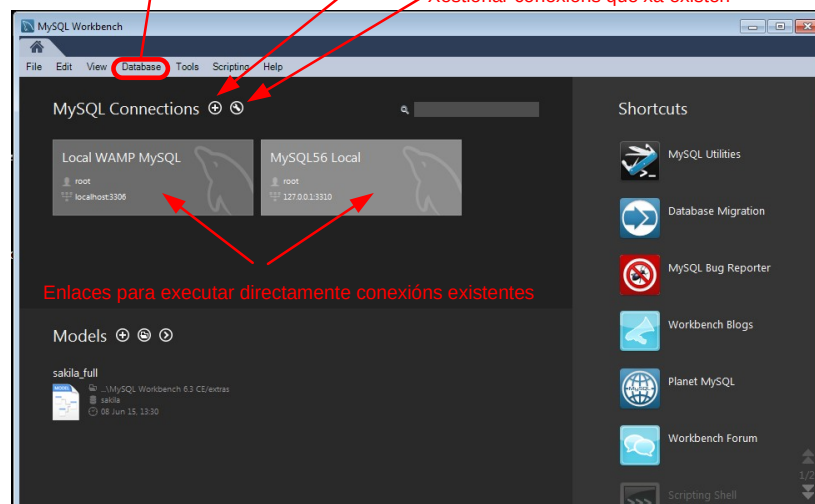 Xestionar conexións que xa existen
MySQL Workbench
File Edit View Database Tools Scripting Help
MySQL Connections
Shortcuts
Local WAMP MySQL
root
localhost:3306
MySQL56 Local
root
127.0.0.1:3310
MySQL Utilities
Database Migration
MySQL Bug Reporter
Workbench Blogs
Planet MySQL
Workbench Forum
Scripting Shell
1/2
Enlaces para executar directamente conexións existentes
Models
sakila_full
...\MySQL Workbench 6.3 CE/extras
sakila
08 Jun 15, 13:30